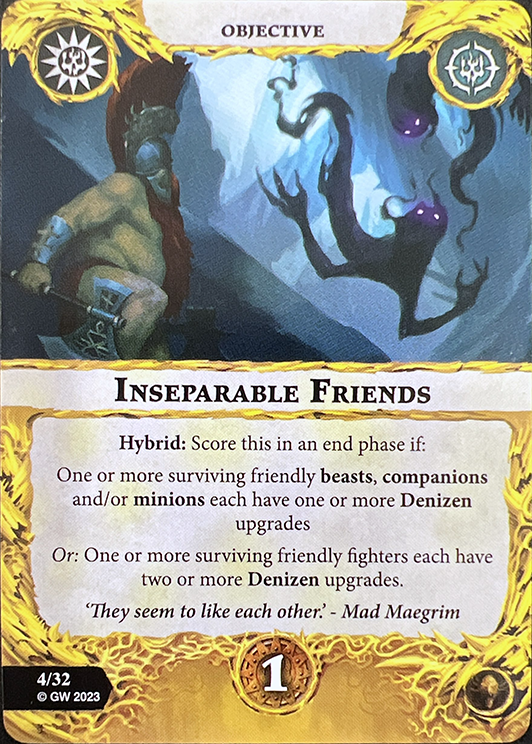 OBJECTIVE
INSEPARABLE FRIENDS
Hybrid: Score this in an end phase if:
One or more surviving friendly beasts, companions
and/or minions each have one or more Denizen
upgrades
Or: One or more surviving friendly fighters each have
two or more Denizen upgrades.
‘They seem to like each other.’ - Mad Maegrim
4/32
© GW 2023
1